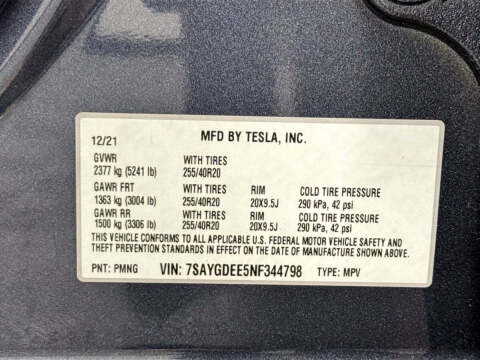 12/21 MFD BY TESLA, INC.
GVWR WITH TIRES
2377 kg (5241 lb) 255/40R20
GAWR FRT WITH TIRES RIM COLD TIRE PRESSURE
1363 kg (3004 lb) 255/40R20 20X9.5J 290 kPa, 42 psi
GAWR RR WITH TIRES RIM COLD TIRE PRESSURE
1500 kg (3306 lb) 255/40R20 20X9.5J 290 kPa, 42 psi
THIS VEHICLE CONFORMS TO ALL APPLICABLE U.S. FEDERAL MOTOR VEHICLE SAFETY AND
THEFT PREVENTION STANDARDS IN EFFECT ON THE DATE OF MANUFACTURE SHOWN ABOVE.
PNT: PMNG VIN: 7SAYGDEE5NF344798 TYPE: MPV